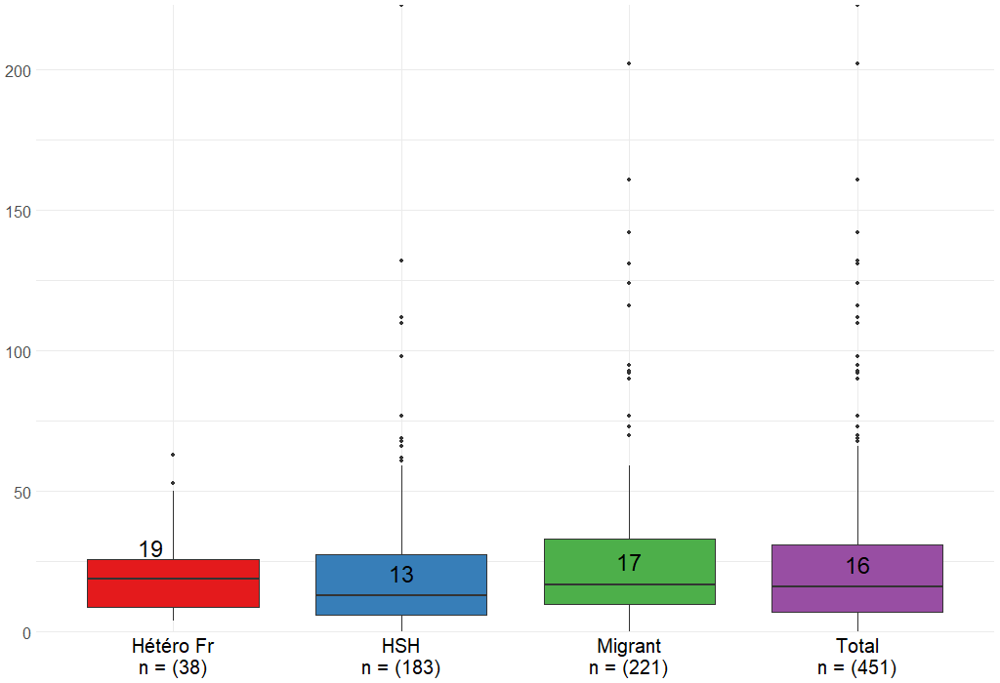 200
150
100
50
0
19
13
17
16
Hétéro Fr
n = (38)
HSH
n = (183)
Migrant
n = (221)
Total
n = (451)